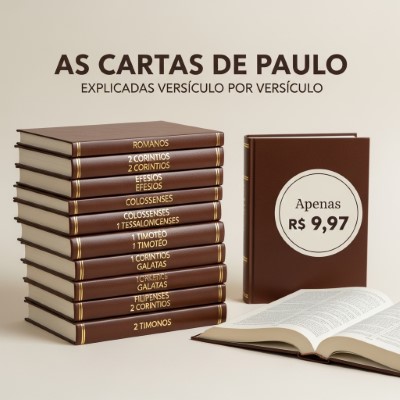 AS CARTAS DE PAULO
EXPLICADAS VERSÍCULO POR VERSÍCULO
ROMANOS
2 CORINTIOS
2 CORINTIOS
EFESIOS
EFESIOS
COLOSSENSES
COLOSSENSES
1 TESSALONICENSES
1 TIMOTEO
1 TIMOTÉO
1 CORINTIOS
GALATAS
GALATAS
FILIPENSES
2 CORINTIOS
2 TIMONOS
Apenas
R$ 9,97